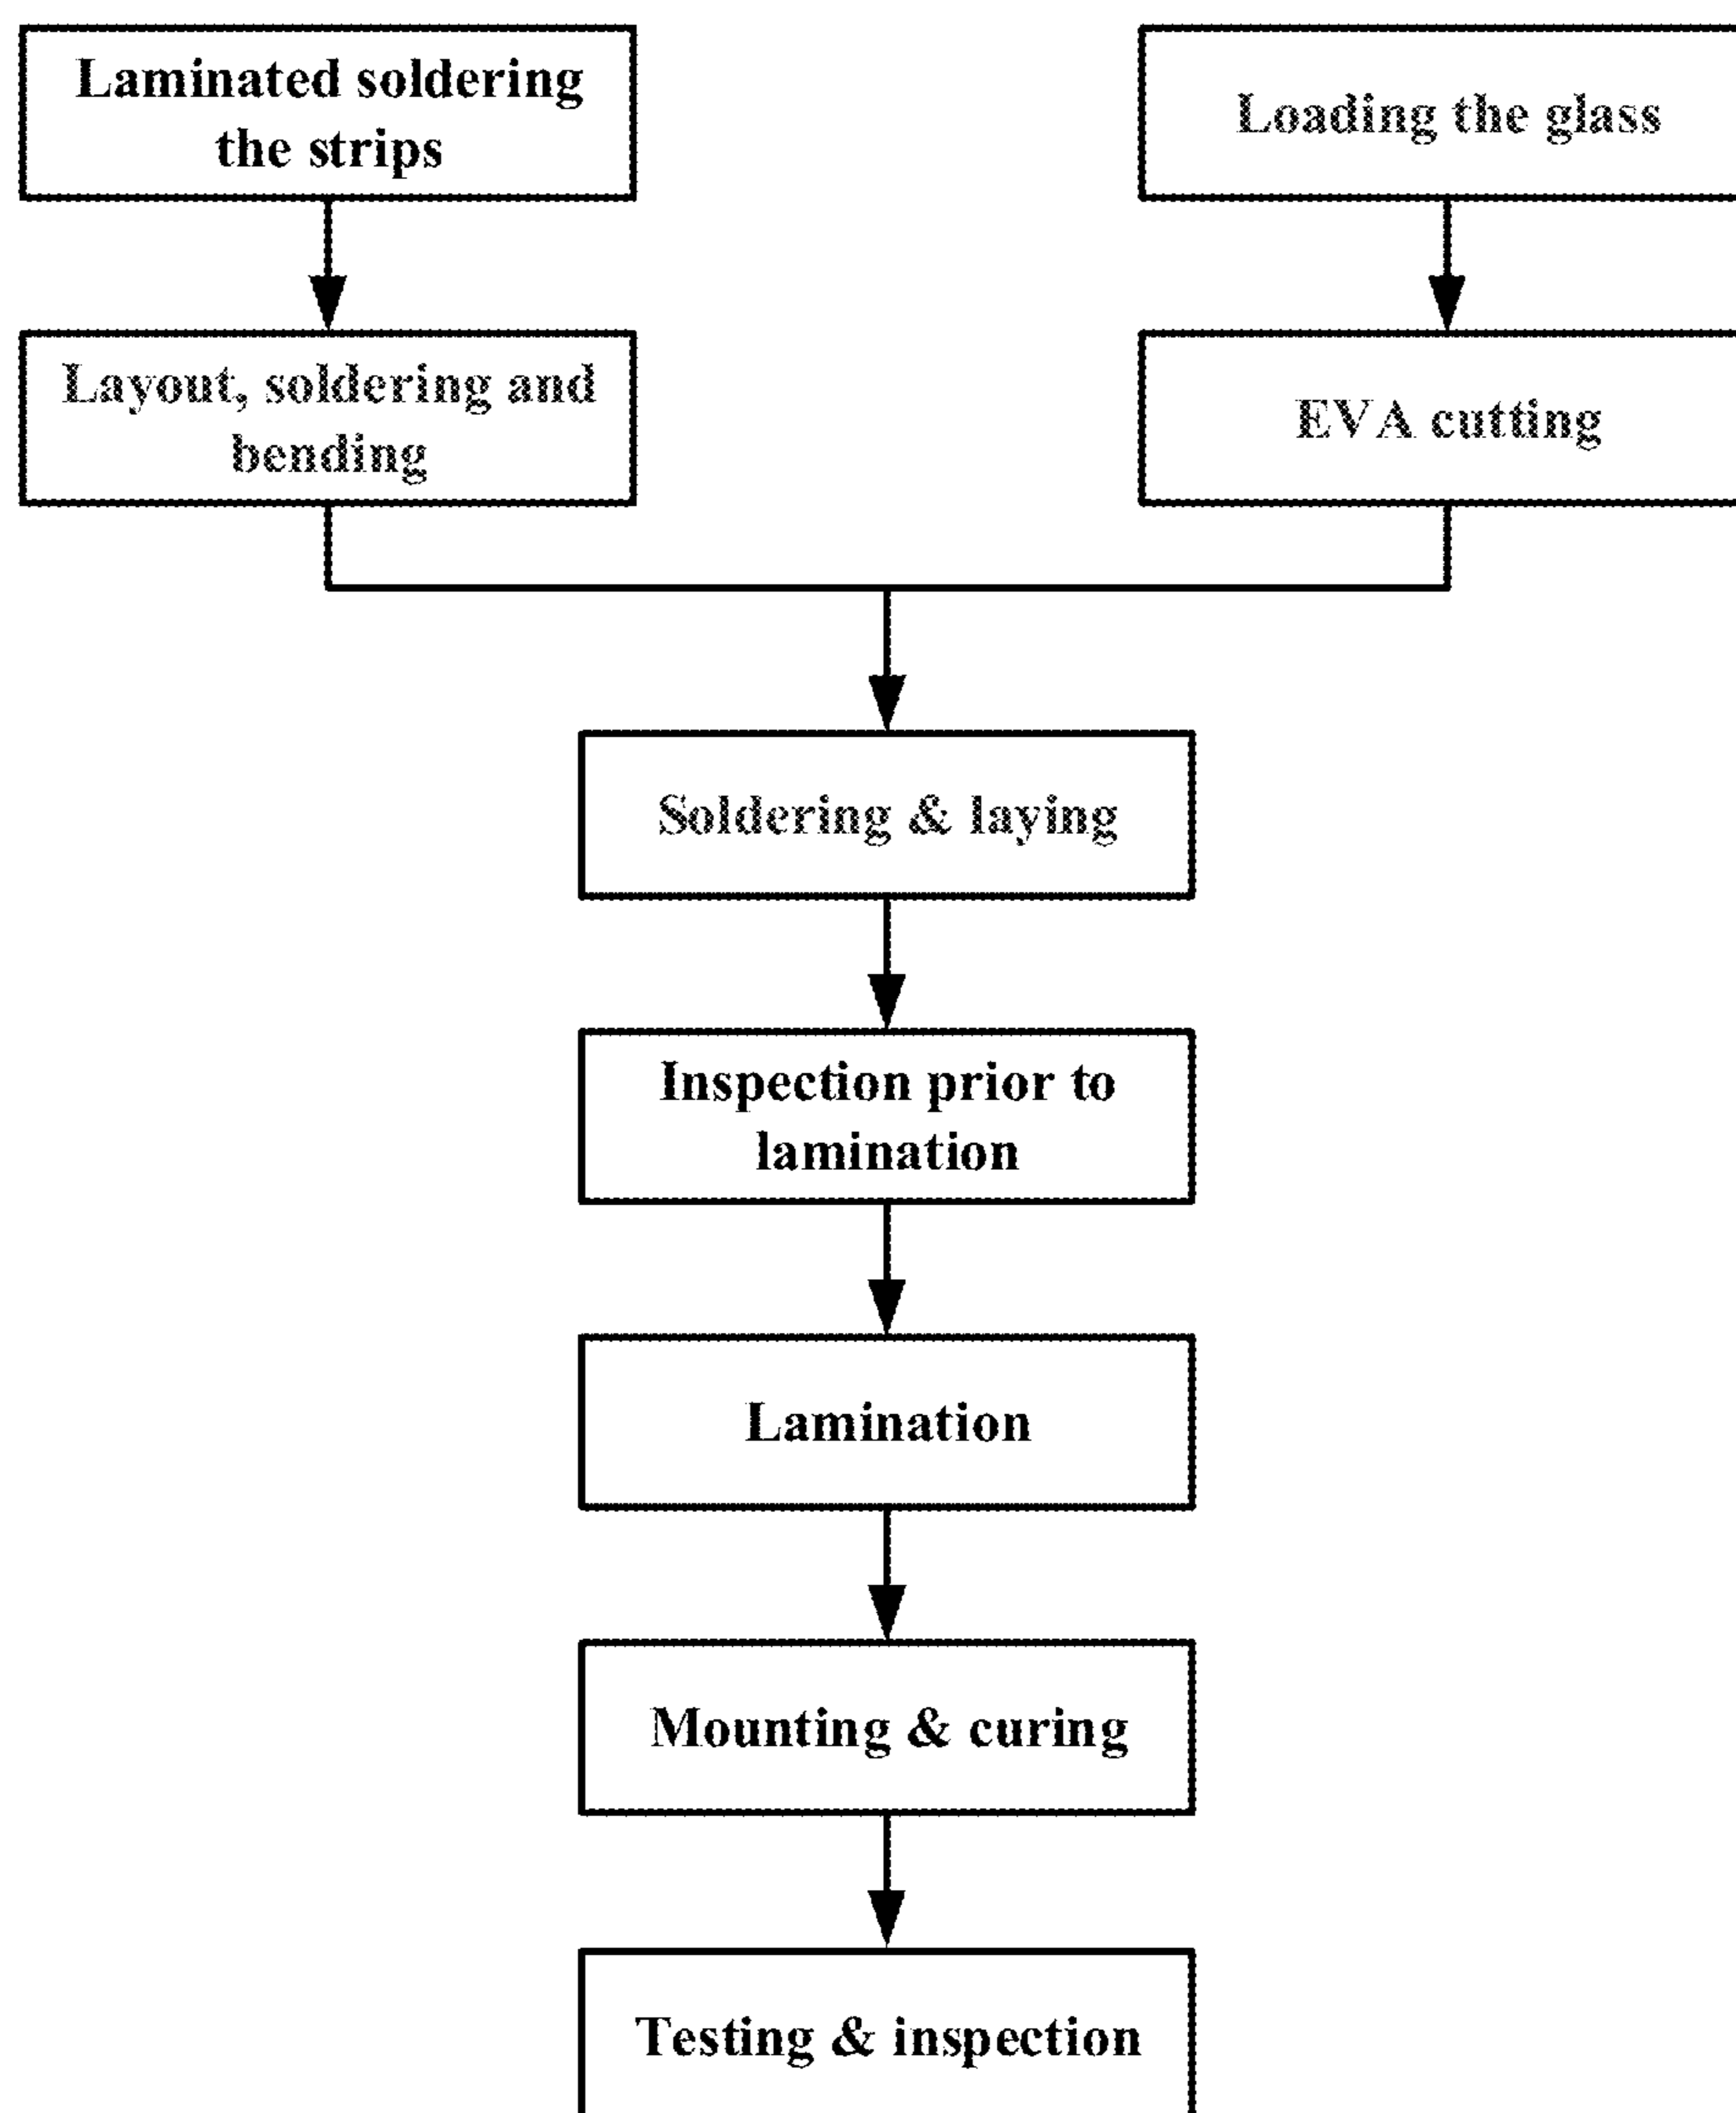 Laminated soldering
the strips
Loading the glass
Layout, soldering and
bending
EVA cutting
Soldering & laying
Inspection prior to
lamination
Lamination
Mounting & curing
Testing & inspection